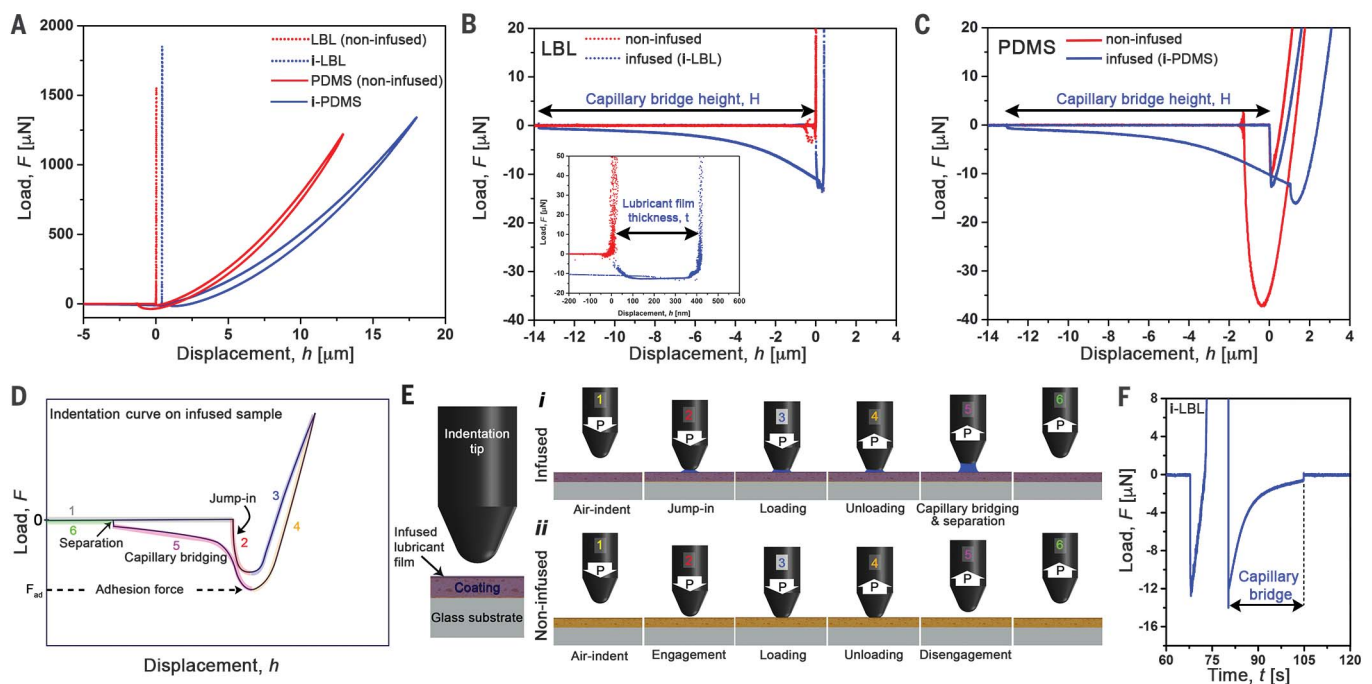 A
2000
1500
1000
500
0
Load, F [μN]
-5
0
5
10
15
20
Displacement, h [μm]
LBL (non-infused)
i-LBL
PDMS (non-infused)
i-PDMS
B
LBL
non-infused
infused (i-LBL)
Capillary bridge height, H
20
10
0
-10
-20
-30
-40
Load, F [μN]
-14
-12
-10
-8
-6
-4
-2
0
2
4
Displacement, h [μm]
50
40
30
20
10
0
-10
-20
Load, F [μN]
Lubricant film
thickness, t
-200
0
200
300
400
500
600
Displacement, h [nm]
C
PDMS
non-infused
infused (i-PDMS)
Capillary bridge height, H
20
10
0
-10
-20
-30
-40
Load, F [μN]
-14
-12
-10
-8
-6
-4
-2
0
2
4
Displacement, h [μm]
D
Indentation curve on infused sample
Load, F
0
1
6
Separation
5
Capillary bridging
Jump-in
2
3
4
Fad
Adhesion force
Displacement, h
E
Indentation
tip
Infused
lubricant
film
Coating
Glass substrate
i
Infused
1
P
2
P
3
P
4
P
5
P
6
P
Air-indent
Jump-in
Loading
Unloading
Capillary bridging
& separation
ii
Non-infused
1
P
2
P
3
P
4
P
5
P
6
P
Air-indent
Engagement
Loading
Unloading
Disengagement
F
i-LBL
8
4
0
-4
-8
-12
-16
Load, F [μN]
Capillary
bridge
60
75
90
105
120
Time, t [s]